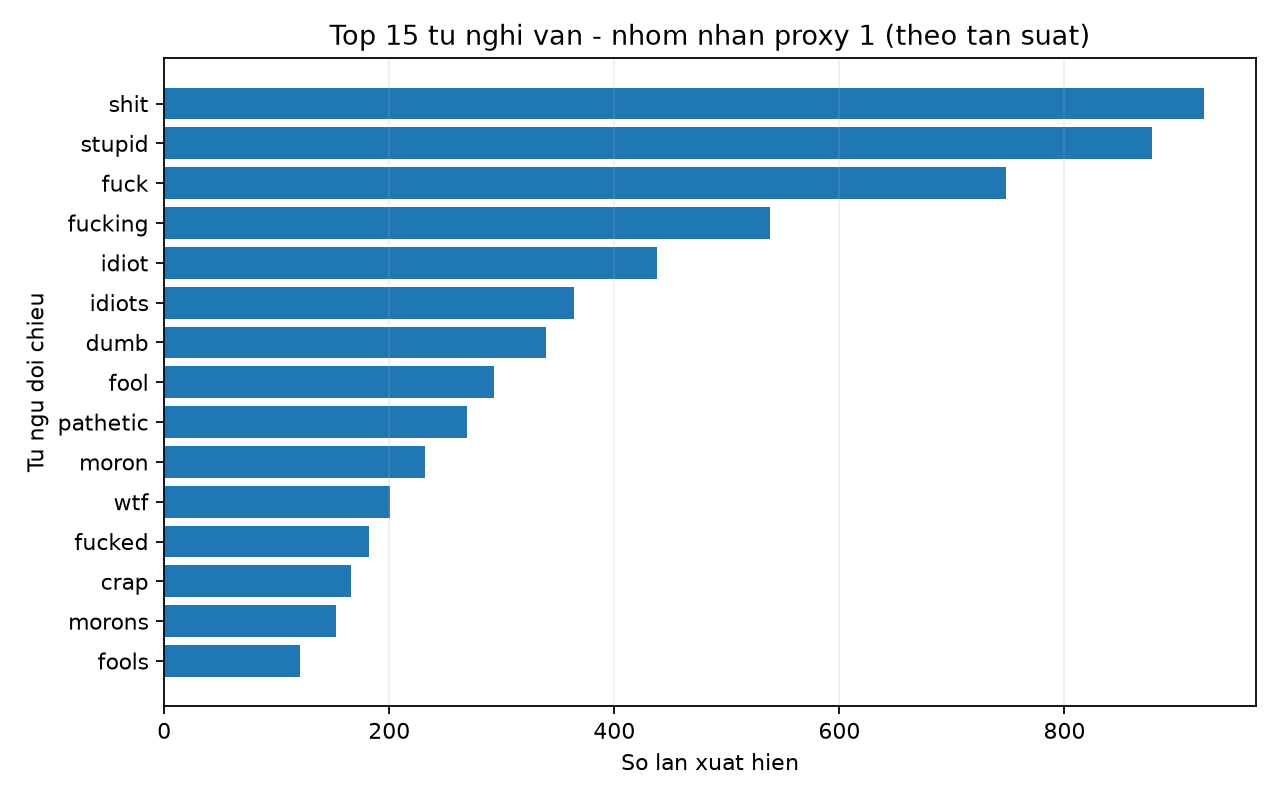 Top 15 tu nghi van - nhom nhan proxy 1 (theo tan suat)
Tu ngu doi chieu
shit
stupid
fuck
fucking
idiot
idiots
dumb
fool
pathetic
moron
wtf
fucked
crap
morons
fools
0 200 400 600 800
So lan xuat hien